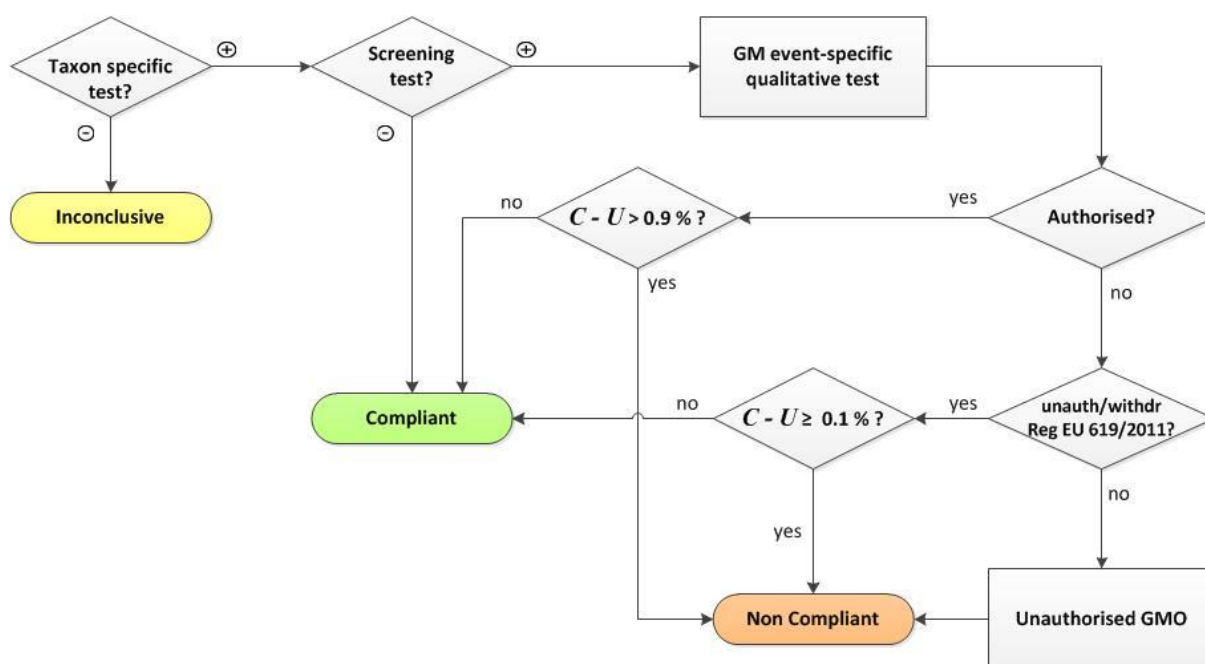 Taxon specific
test?
⊕
Screening
test?
⊕
GM event-specific
qualitative test
⊖
⊖
Inconclusive
no
C - U > 0.9 % ?
yes
Authorised?
yes
no
Compliant
no
C - U ≥ 0.1 % ?
yes
unauth/withdr
Reg EU 619/2011?
yes
no
Non Compliant
Unauthorised GMO